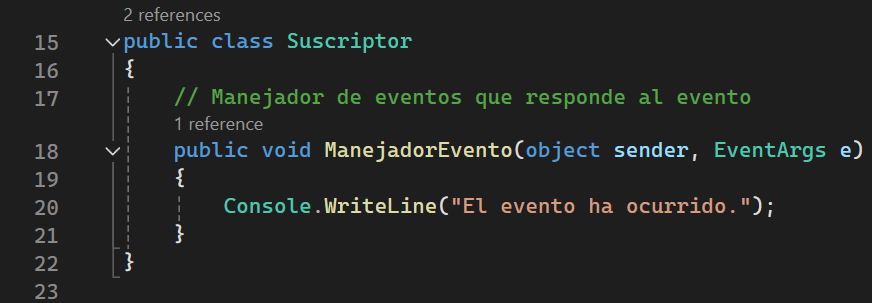 2 references
15 public class Suscriptor
16 {
17 // Manejador de eventos que responde al evento
1 reference
18 public void ManejadorEvento(object sender, EventArgs e)
19 {
20 Console.WriteLine("El evento ha ocurrido.");
21 }
22 }
23